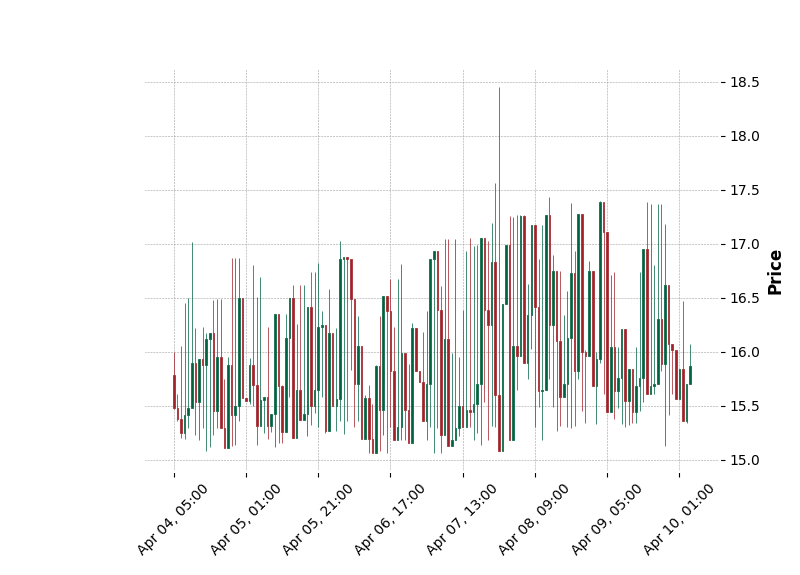 18.5
18.0
17.5
17.0
16.5
16.0
15.5
15.0
Price
Apr 04, 05:00
Apr 05, 01:00
Apr 05, 21:00
Apr 06, 17:00
Apr 07, 13:00
Apr 08, 09:00
Apr 09, 05:00
Apr 10, 01:00